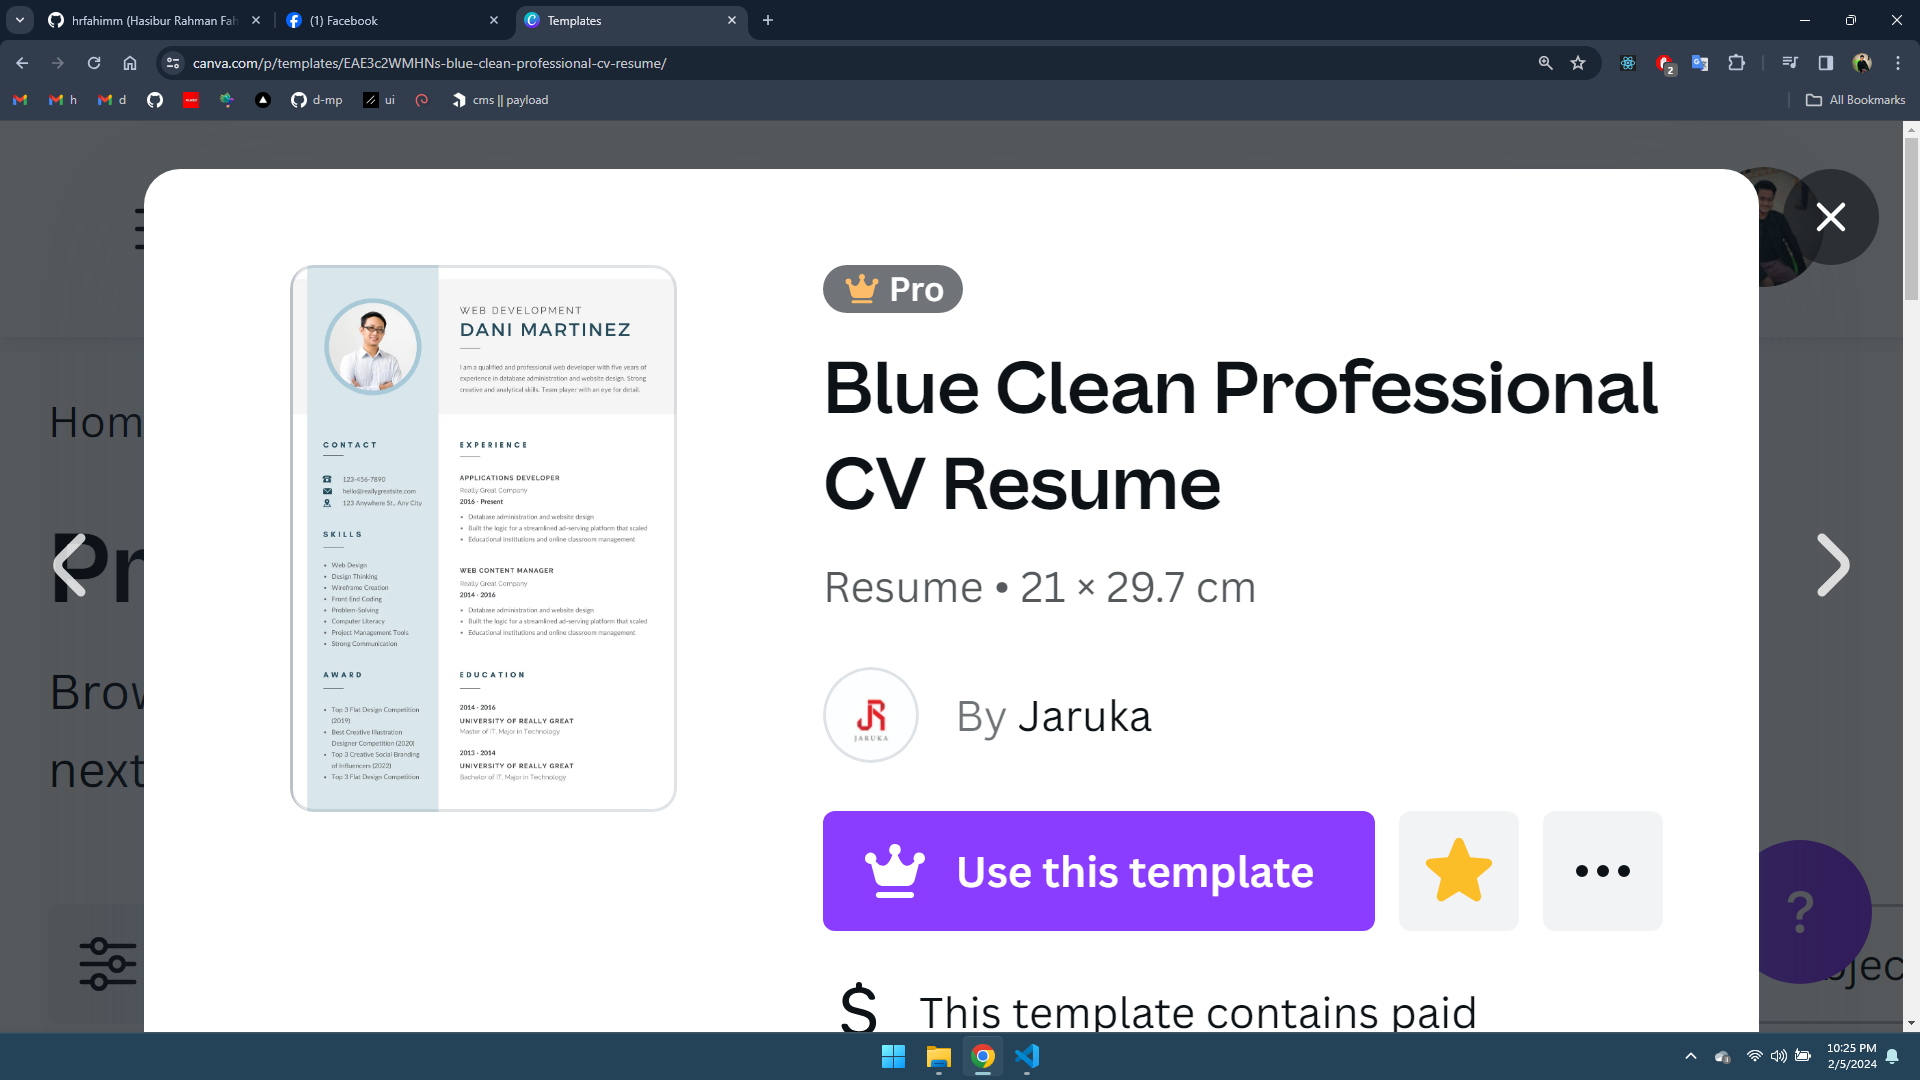 hrfahimm (Hasibur Rahman Fah
(1) Facebook
Templates
canva.com/p/templates/EAE3c2WMHNs-blue-clean-professional-cv-resume/
2
h
d
d-mp
ui
cms || payload
All Bookmarks
Hom
Pr
Brow
next
WEB DEVELOPMENT
DANI MARTINEZ
I am a qualified and professional web developer with five years of
experience in database administration and website design. Strong
creative and analytical skills. Team player with an eye for detail.
CONTACT
123-456-7890
hello@reallygreatsite.com
123 Anywhere St., Any City
SKILLS
• Web Design
• Design Thinking
• Wireframe Creation
• Front End Coding
• Problem-Solving
• Computer Literacy
• Project Management Tools
• Strong Communication
AWARD
• Top 3 Flat Design Competition
(2019)
• Best Creative Illustration
Designer Competition (2020)
• Top 3 Creative Social Branding
of Influencers (2022)
• Top 3 Flat Design Competition
EXPERIENCE
APPLICATIONS DEVELOPER
Really Great Company
2016 - Present
• Database administration and website design
• Built the logic for a streamlined ad-serving platform that scaled
• Educational institutions and online classroom management
WEB CONTENT MANAGER
Really Great Company
2014 - 2016
• Database administration and website design
• Built the logic for a streamlined ad-serving platform that scaled
• Educational institutions and online classroom management
EDUCATION
2014 - 2016
UNIVERSITY OF REALLY GREAT
Master of IT, Major in Technology
2013 - 2014
UNIVERSITY OF REALLY GREAT
Bachelor of IT, Major in Technology
Pro
Blue Clean Professional
CV Resume
Resume • 21 × 29.7 cm
JARUKA
By Jaruka
Use this template
?
bjec
$ This template contains paid
10:25 PM
2/5/2024